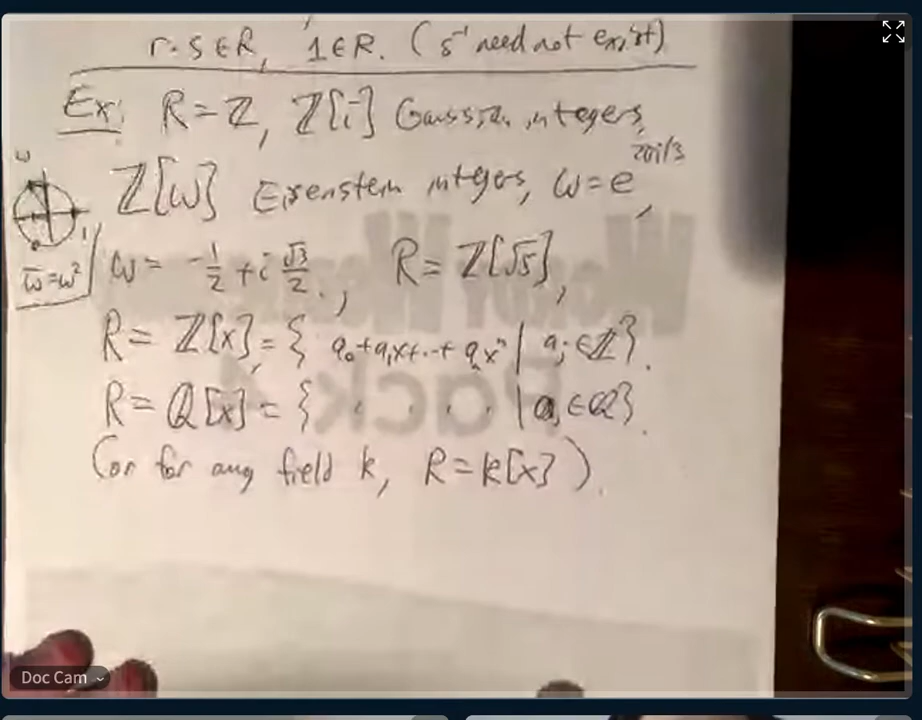 r·s∈R, 1∈R. (s⁻¹ need not exist)
Ex: R=ℤ, ℤ[i] Gaussian integers,
ω
ℤ[ω] Eisenstein integers, ω=e^{2πi/3},
1
ω̄=ω² ω= -1/2 + i √3/2, R=ℤ[√5],
R= ℤ[x]={ a₀+a₁x+..+aₙxⁿ | aᵢ∈ℤ}.
R= ℚ[x]={ . . . . | aᵢ∈ℚ}.
(or for any field k, R=k[x]).
Doc Cam